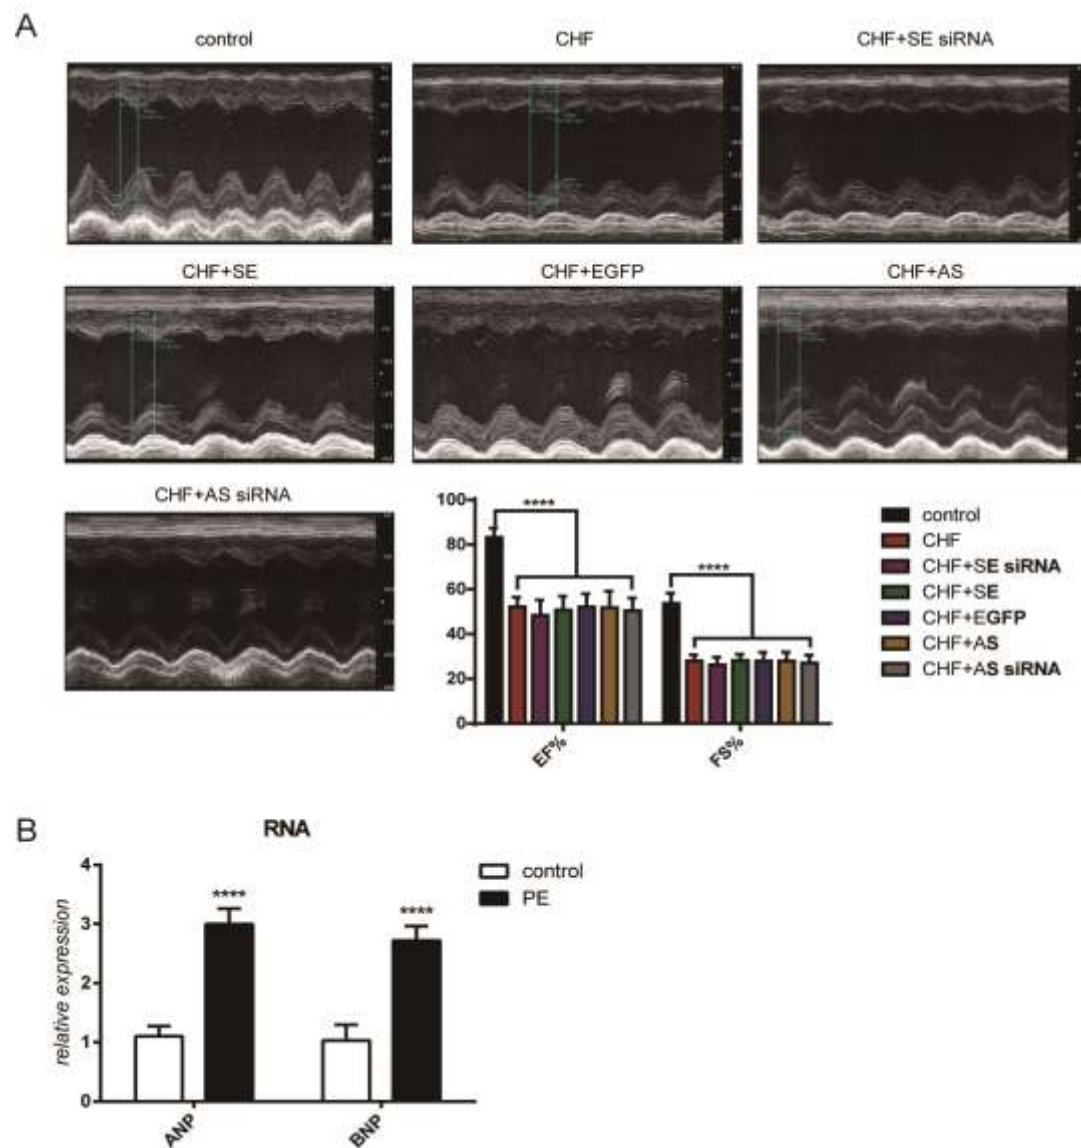 A
control
CHF
CHF+SE siRNA
CHF+SE
CHF+EGFP
CHF+AS
CHF+AS siRNA
100
80
60
40
20
0
****
****
EF%
FS%
control
CHF
CHF+SE siRNA
CHF+SE
CHF+EGFP
CHF+AS
CHF+AS siRNA
B
RNA
relative expression
4
3
2
1
0
****
****
ANP
BNP
control
PE